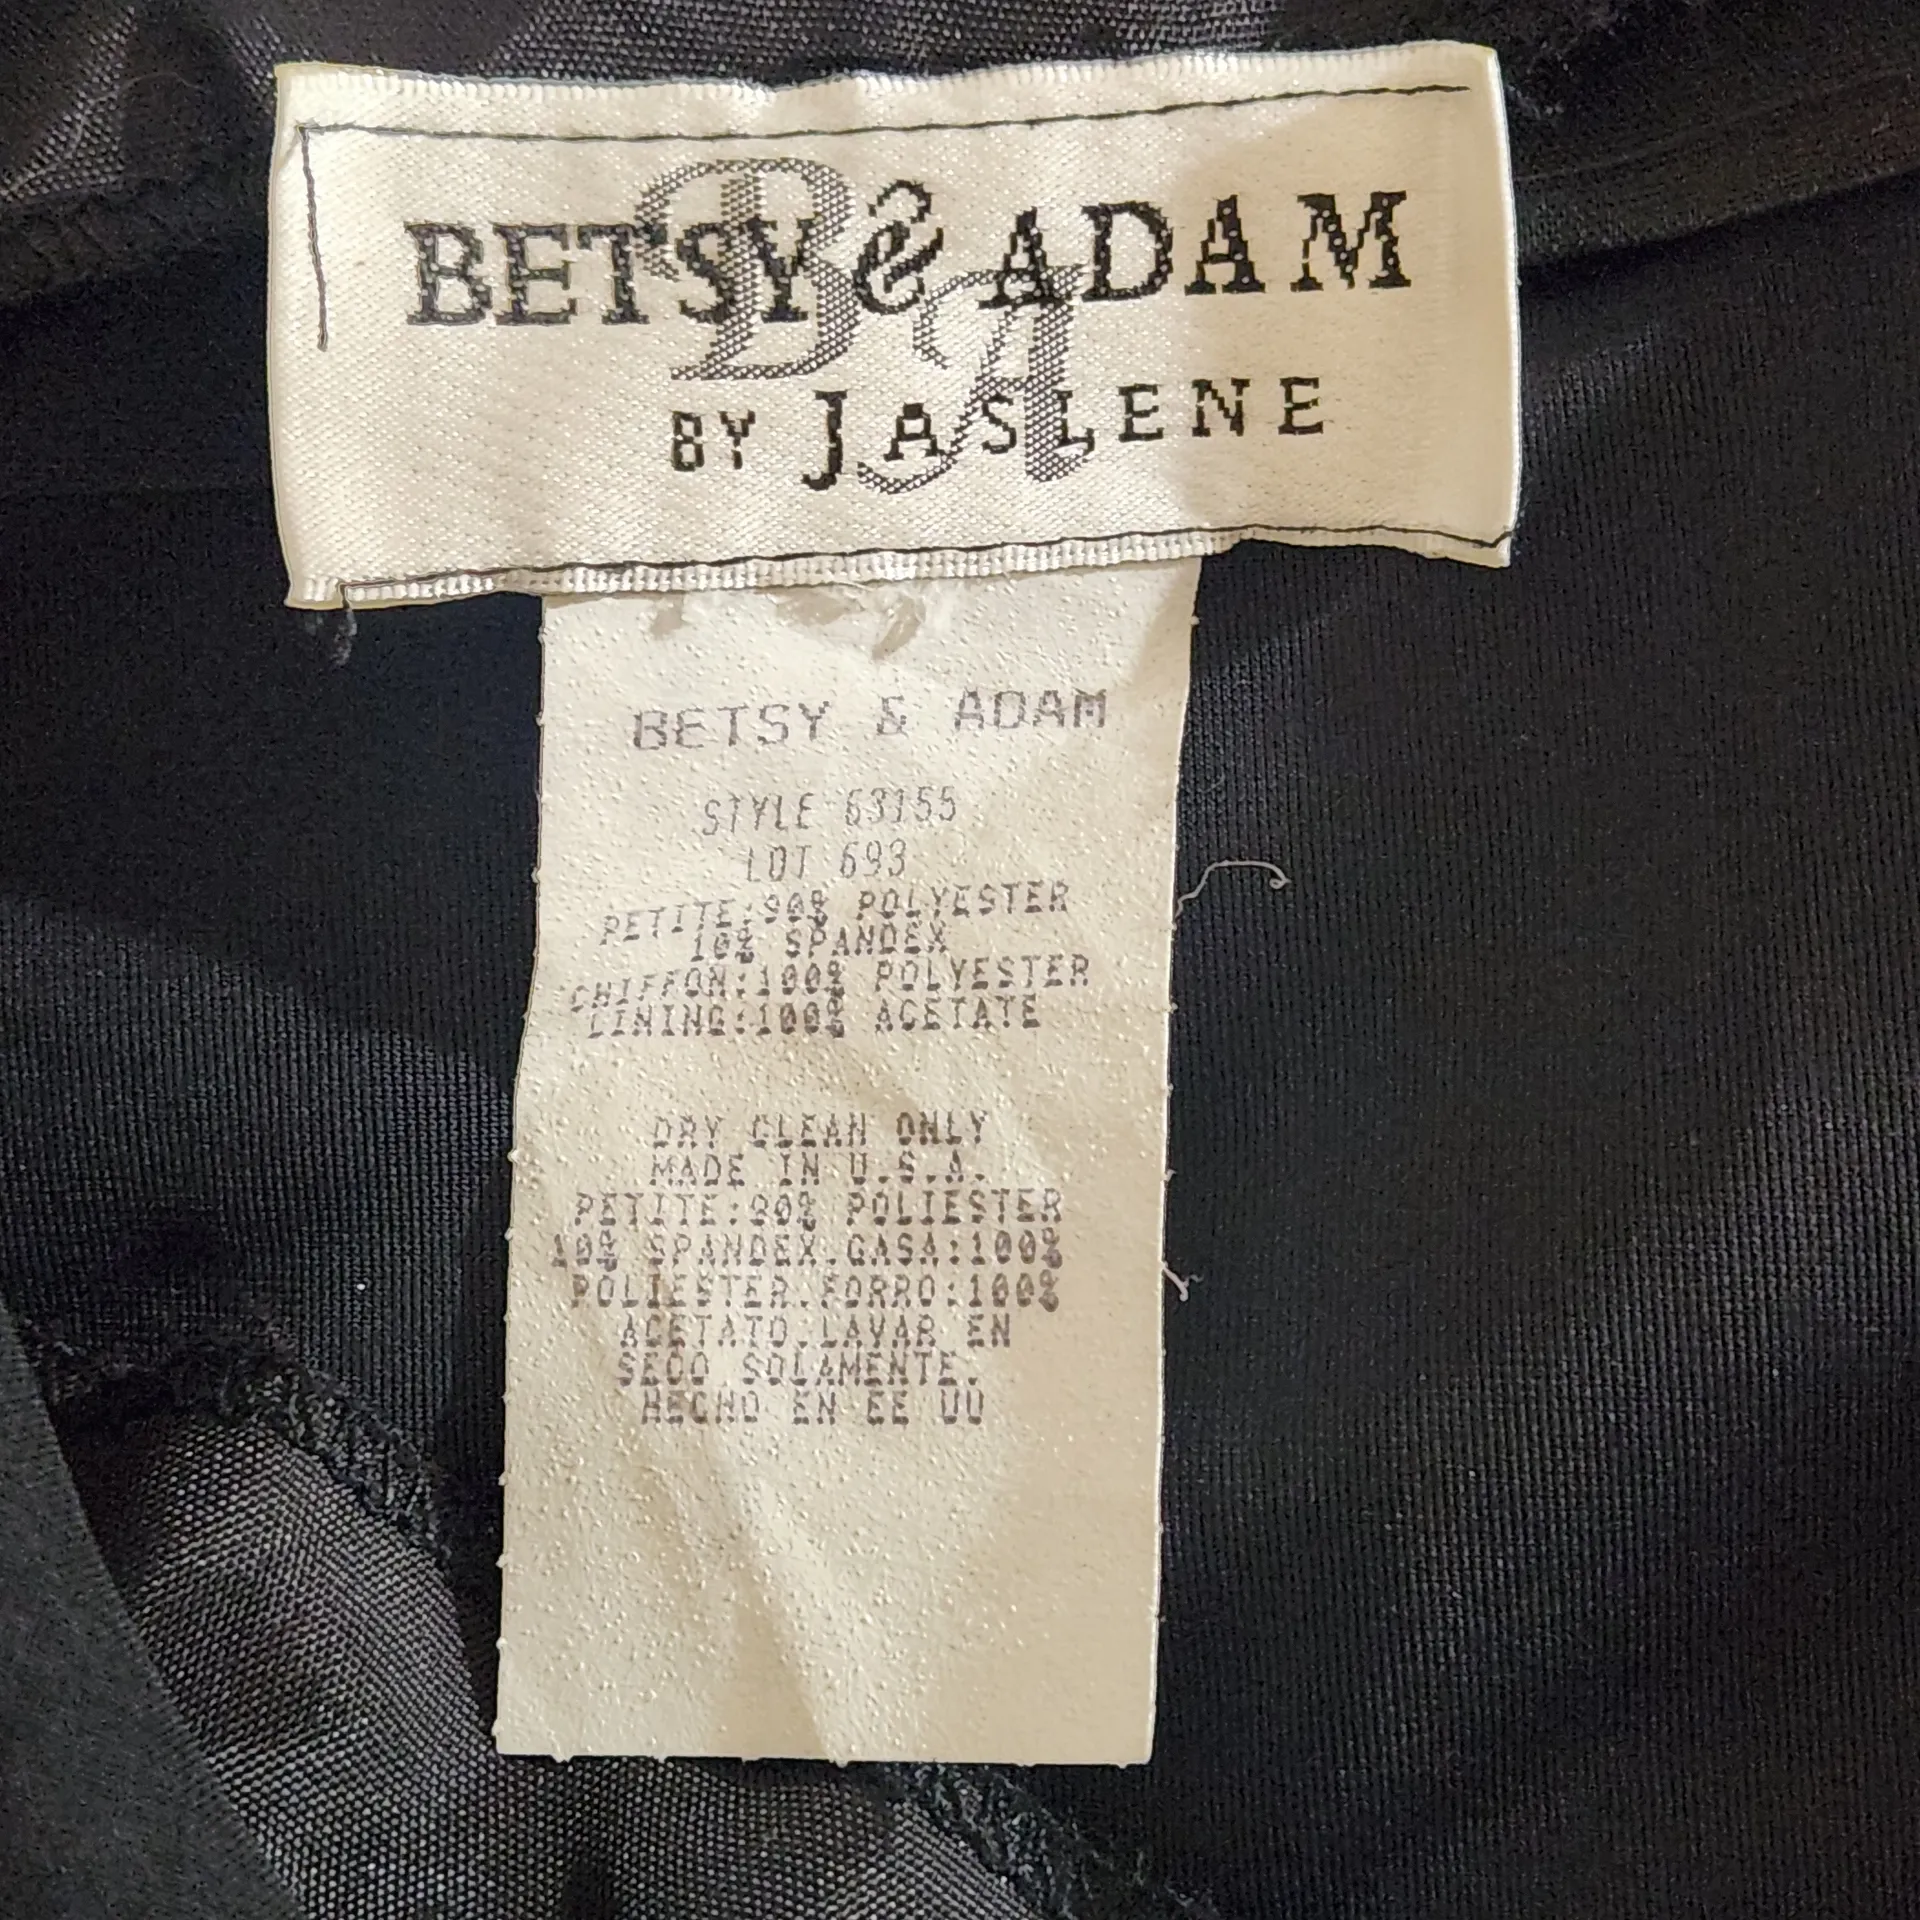 BETSY & ADAM
BA
BY JASLENE
BETSY & ADAM
STYLE 63155
LOT 693
PETITE:90% POLYESTER
10% SPANDEX
CHIFFON:100% POLYESTER
LINING:100% ACETATE
DRY CLEAN ONLY
MADE IN U.S.A.
PETITE:90% POLIESTER
10% SPANDEX.GASA:100%
POLIESTER.FORRO:100%
ACETATO.LAVAR EN
SECO SOLAMENTE.
HECHO EN EE UU